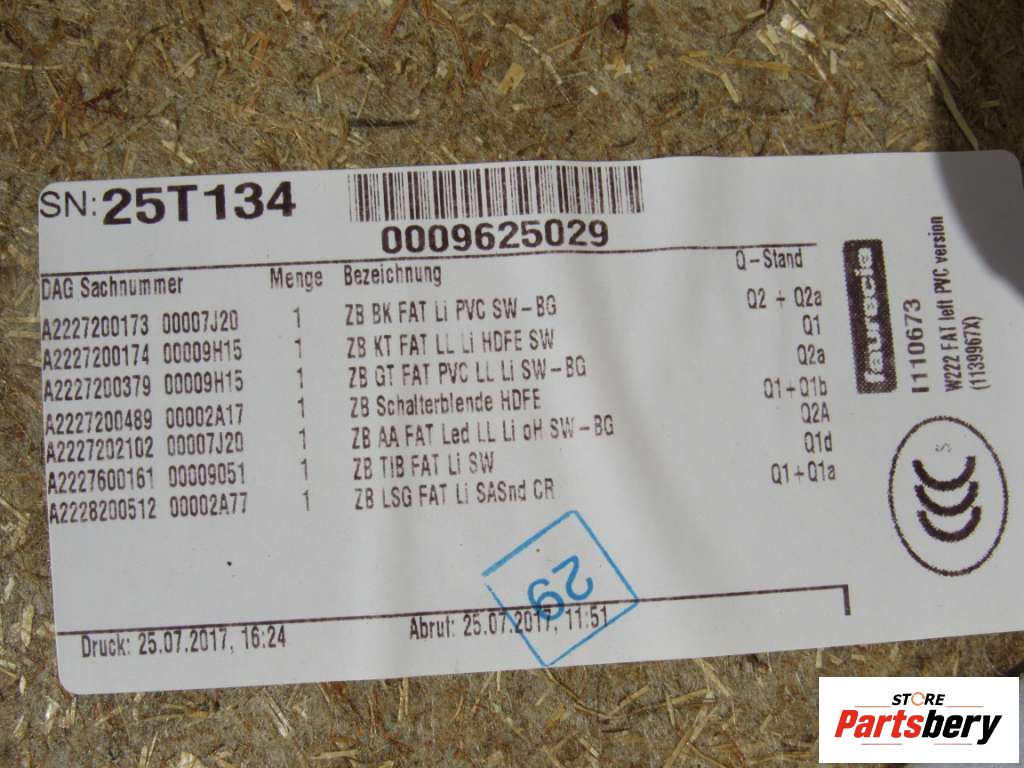 SN: 25T134
0009625029
DAG Sachnummer Menge Bezeichnung Q-Stand
A2227200173 00007J20 1 ZB BK FAT Li PVC SW-BG Q2 + Q2a
A2227200174 00009H15 1 ZB KT FAT LL Li HDFE SW Q1
A2227200379 00009H15 1 ZB GT FAT PVC LL Li SW-BG Q2a
A2227200489 00002A17 1 ZB Schalterblende HDFE Q1+Q1b
A2227202102 00007J20 1 ZB AA FAT Led LL Li oH SW-BG Q2A
A2227600161 00009051 1 ZB TIB FAT Li SW Q1d
A2228200512 00002A77 1 ZB LSG FAT Li SASnd CR Q1+Q1a
Druck: 25.07.2017, 16:24 Abrut: 25.07.2017, 11:51
29
faurecia
I110673
W222 FAT left PVC version
(1139967X)
CCC
S
STORE
Partsbery